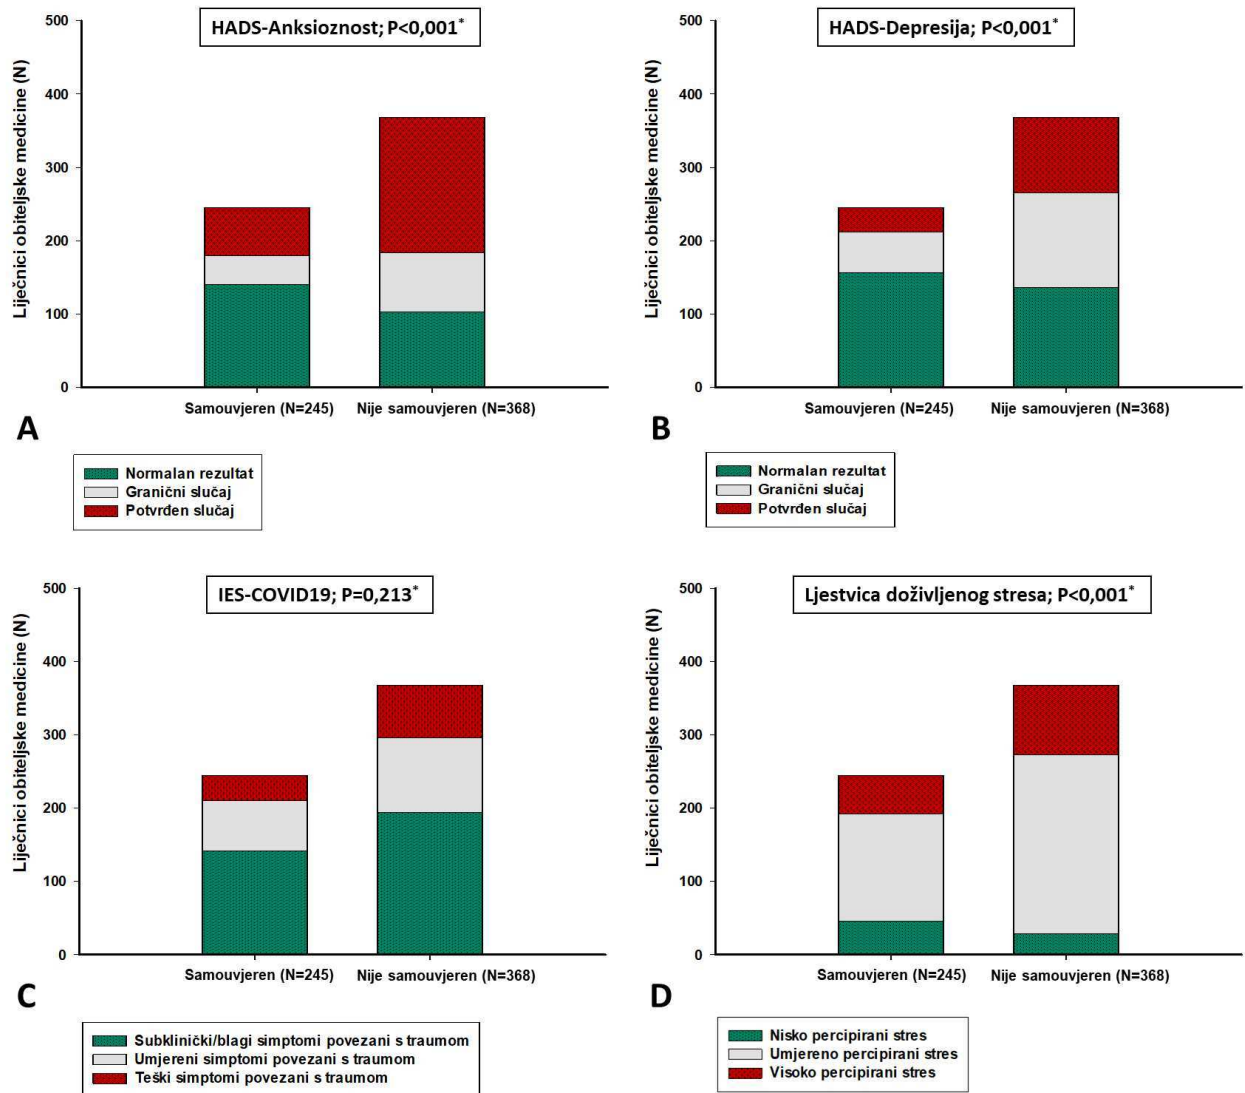 HADS-Anksioznost; P<0,001*
Liječnici obiteljske medicine (N)
500
400
300
200
100
0
Samouvjeren (N=245)
Nije samouvjeren (N=368)
A
Normalan rezultat
Granični slučaj
Potvrđen slučaj
HADS-Depresija; P<0,001*
Liječnici obiteljske medicine (N)
500
400
300
200
100
0
Samouvjeren (N=245)
Nije samouvjeren (N=368)
B
Normalan rezultat
Granični slučaj
Potvrđen slučaj
IES-COVID19; P=0,213*
Liječnici obiteljske medicine (N)
500
400
300
200
100
0
Samouvjeren (N=245)
Nije samouvjeren (N=368)
C
Subklinički/blagi simptomi povezani s traumom
Umjereni simptomi povezani s traumom
Teški simptomi povezani s traumom
Ljestvica doživljenog stresa; P<0,001*
Liječnici obiteljske medicine (N)
500
400
300
200
100
0
Samouvjeren (N=245)
Nije samouvjeren (N=368)
D
Nisko percipirani stres
Umjereno percipirani stres
Visoko percipirani stres